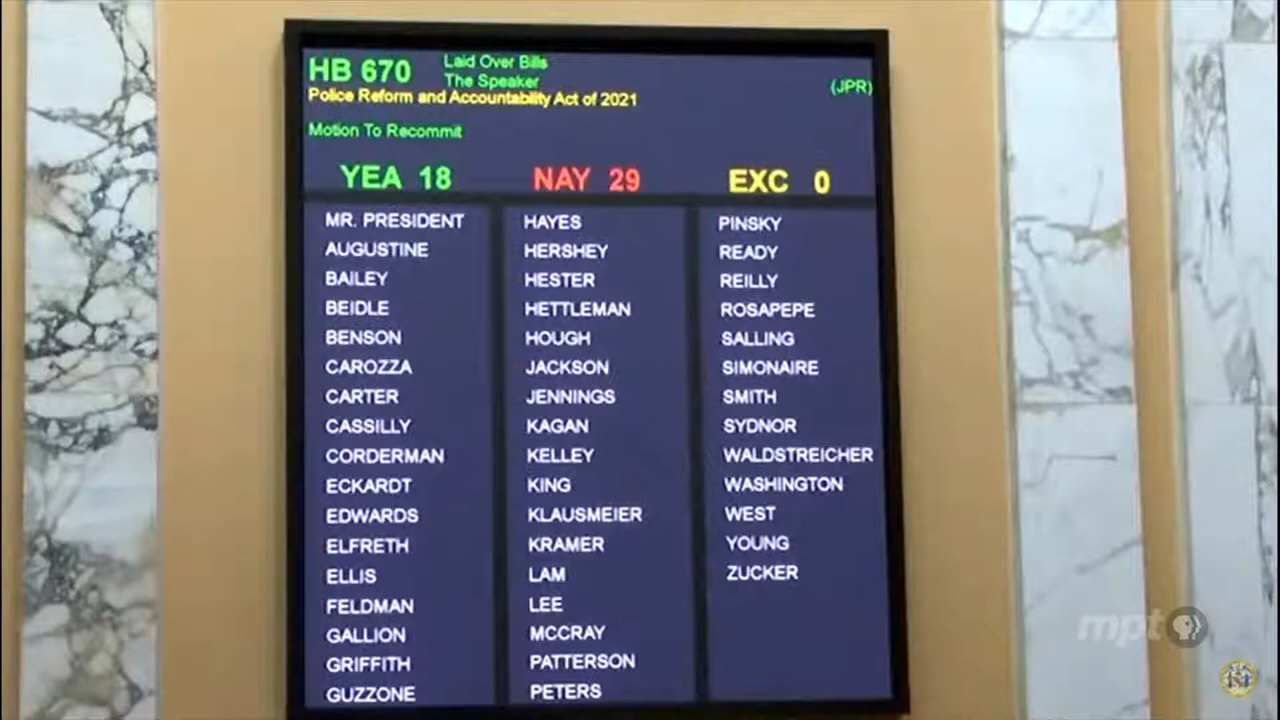 HB 670
Laid Over Bills
The Speaker
(JPR)
Police Reform and Accountability Act of 2021
Motion To Recommit
YEA 18 NAY 29 EXC 0
MR. PRESIDENT
AUGUSTINE
BAILEY
BEIDLE
BENSON
CAROZZA
CARTER
CASSILLY
CORDERMAN
ECKARDT
EDWARDS
ELFRETH
ELLIS
FELDMAN
GALLION
GRIFFITH
GUZZONE
HAYES
HERSHEY
HESTER
HETTLEMAN
HOUGH
JACKSON
JENNINGS
KAGAN
KELLEY
KING
KLAUSMEIER
KRAMER
LAM
LEE
MCCRAY
PATTERSON
PETERS
PINSKY
READY
REILLY
ROSAPEPE
SALLING
SIMONAIRE
SMITH
SYDNOR
WALDSTREICHER
WASHINGTON
WEST
YOUNG
ZUCKER
mpt